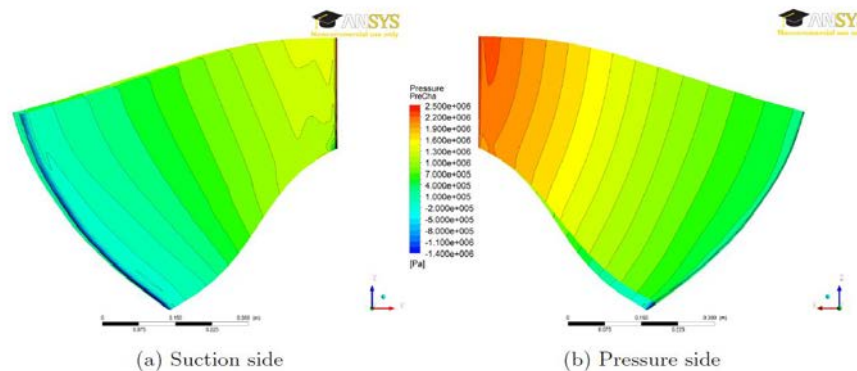 ANSYS
Noncommercial use only
ANSYS
Noncommercial use only
Pressure
PreCha
2.500e+006
2.200e+006
1.900e+006
1.600e+006
1.300e+006
1.000e+006
7.000e+005
4.000e+005
1.000e+005
-2.000e+005
-5.000e+005
-8.000e+005
-1.100e+006
-1.400e+006
[Pa]
0 0.150 0.300 (m)
0.075 0.225
0 0.150 0.300 (m)
0.075 0.225
(a) Suction side
(b) Pressure side